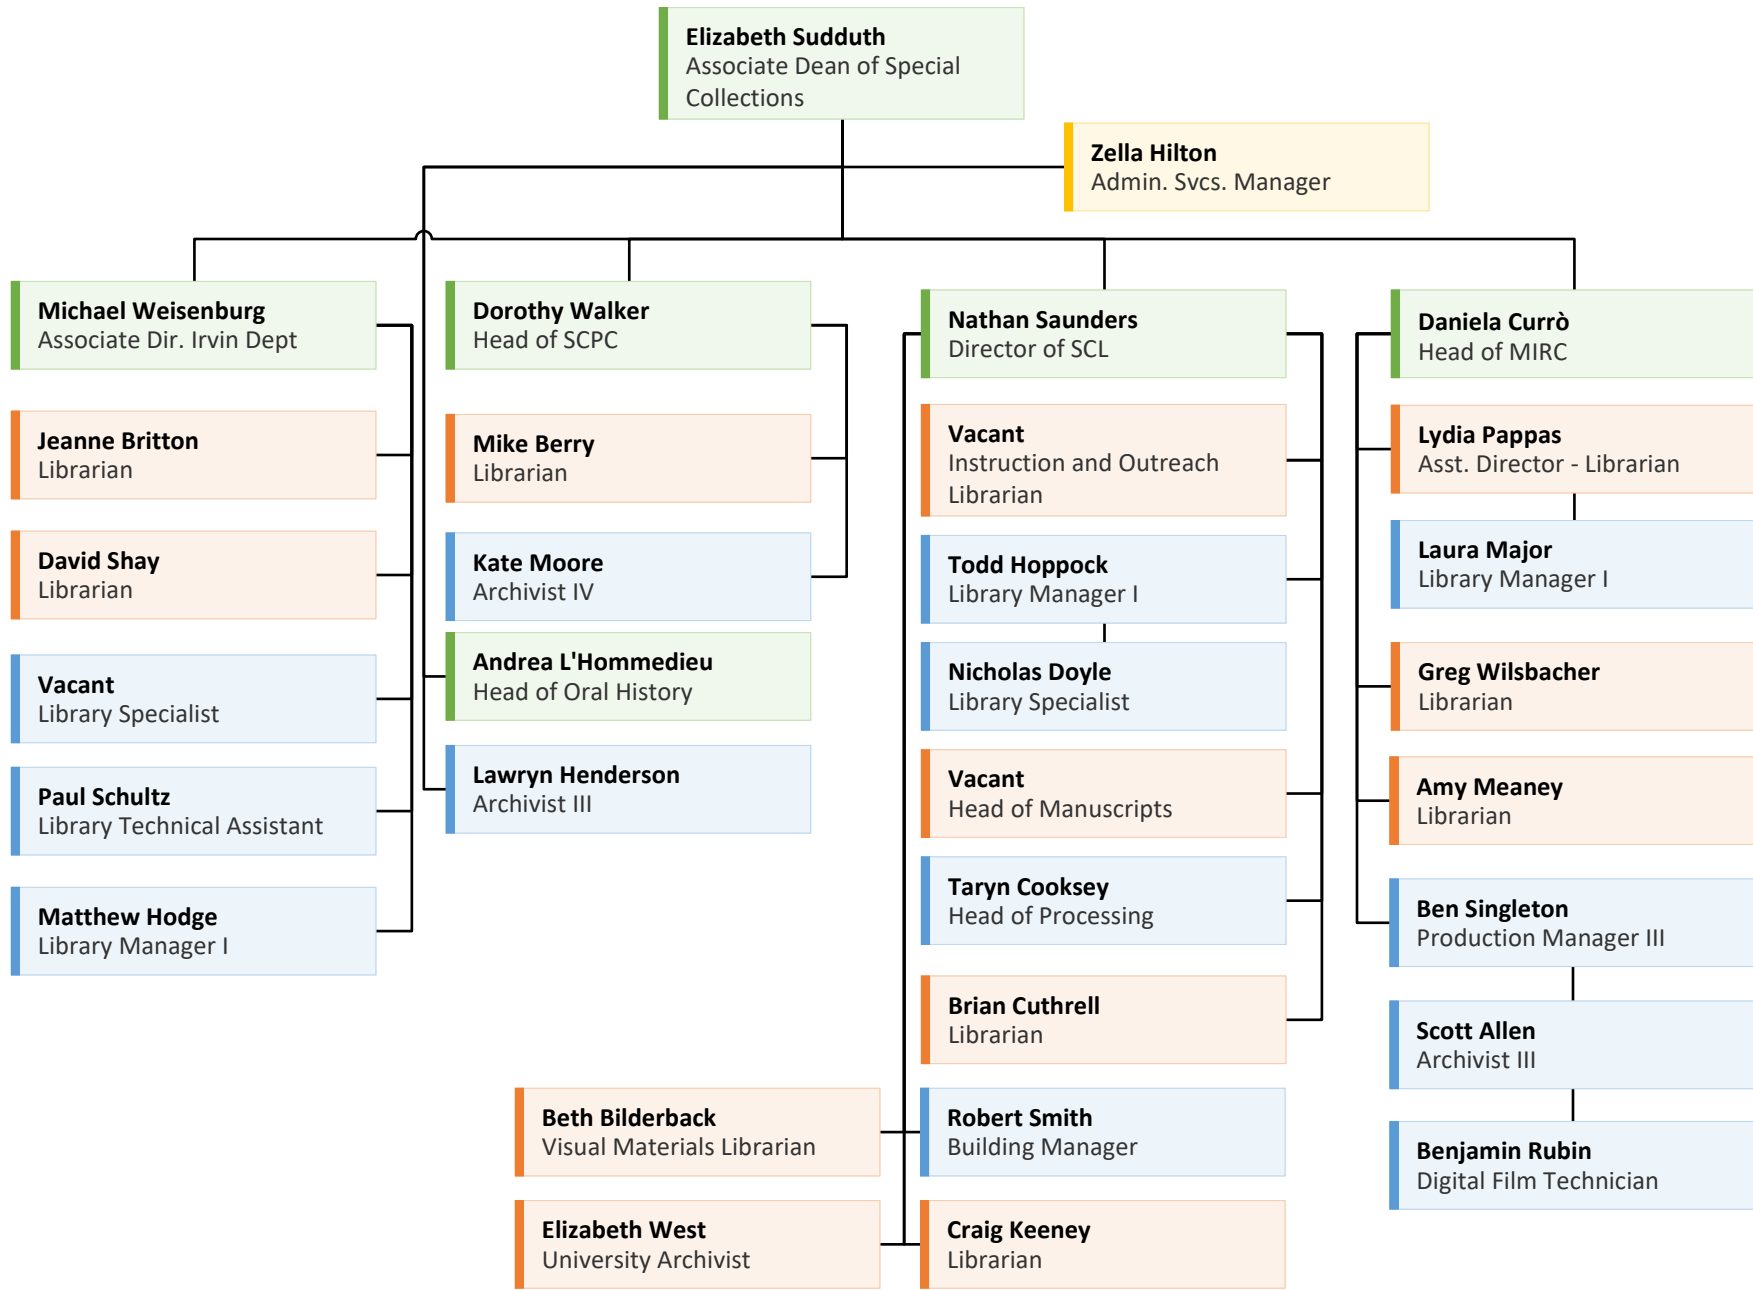 Elizabeth Sudduth
Associate Dean of Special
Collections
Zella Hilton
Admin. Svcs. Manager
Michael Weisenburg
Associate Dir. Irvin Dept
Jeanne Britton
Librarian
David Shay
Librarian
Vacant
Library Specialist
Paul Schultz
Library Technical Assistant
Matthew Hodge
Library Manager I
Dorothy Walker
Head of SCPC
Mike Berry
Librarian
Kate Moore
Archivist IV
Andrea L'Hommedieu
Head of Oral History
Lawryn Henderson
Archivist III
Nathan Saunders
Director of SCL
Vacant
Instruction and Outreach
Librarian
Todd Hoppock
Library Manager I
Nicholas Doyle
Library Specialist
Vacant
Head of Manuscripts
Taryn Cooksey
Head of Processing
Brian Cuthrell
Librarian
Beth Bilderback
Visual Materials Librarian
Robert Smith
Building Manager
Elizabeth West
University Archivist
Craig Keeney
Librarian
Daniela Currò
Head of MIRC
Lydia Pappas
Asst. Director - Librarian
Laura Major
Library Manager I
Greg Wilsbacher
Librarian
Amy Meaney
Librarian
Ben Singleton
Production Manager III
Scott Allen
Archivist III
Benjamin Rubin
Digital Film Technician